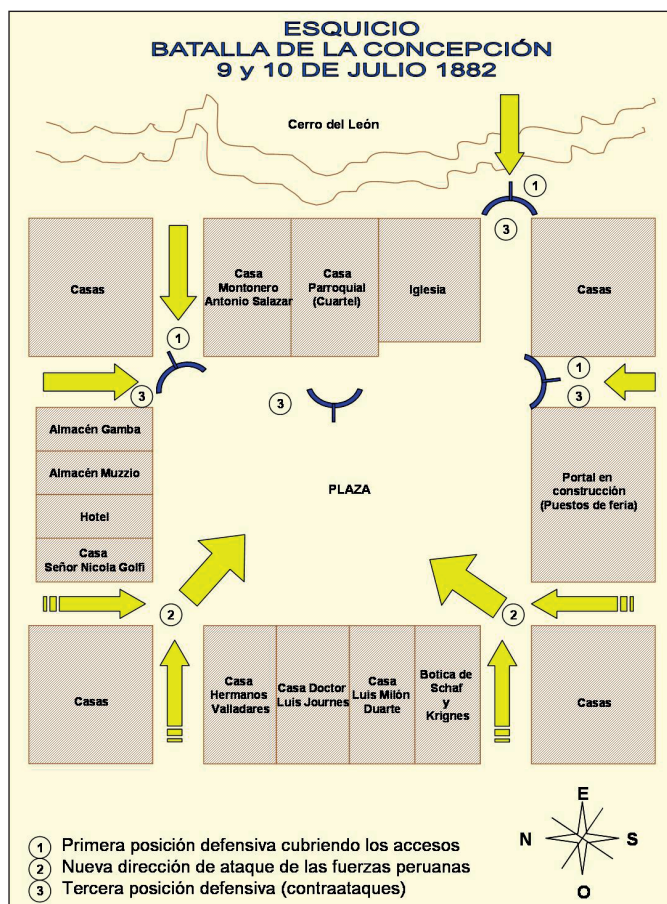 ESQUICIO
BATALLA DE LA CONCEPCIÓN
9 y 10 DE JULIO 1882
Cerro del León
1
3
Casas
Casa
Montonero
Antonio Salazar
Casa
Parroquial
(Cuartel)
Iglesia
Casas
1
3
3
1
3
Almacén Gamba
Almacén Muzzio
Hotel
Casa
Señor Nicola Golfi
PLAZA
Portal en
construcción
(Puestos de feria)
2
2
Casas
Casa
Hermanos
Valladares
Casa Doctor
Luis Journes
Casa
Luis Milón
Duarte
Botica de
Schaf
y
Krignes
Casas
E
N
S
O
1 Primera posición defensiva cubriendo los accesos
2 Nueva dirección de ataque de las fuerzas peruanas
3 Tercera posición defensiva (contraataques)